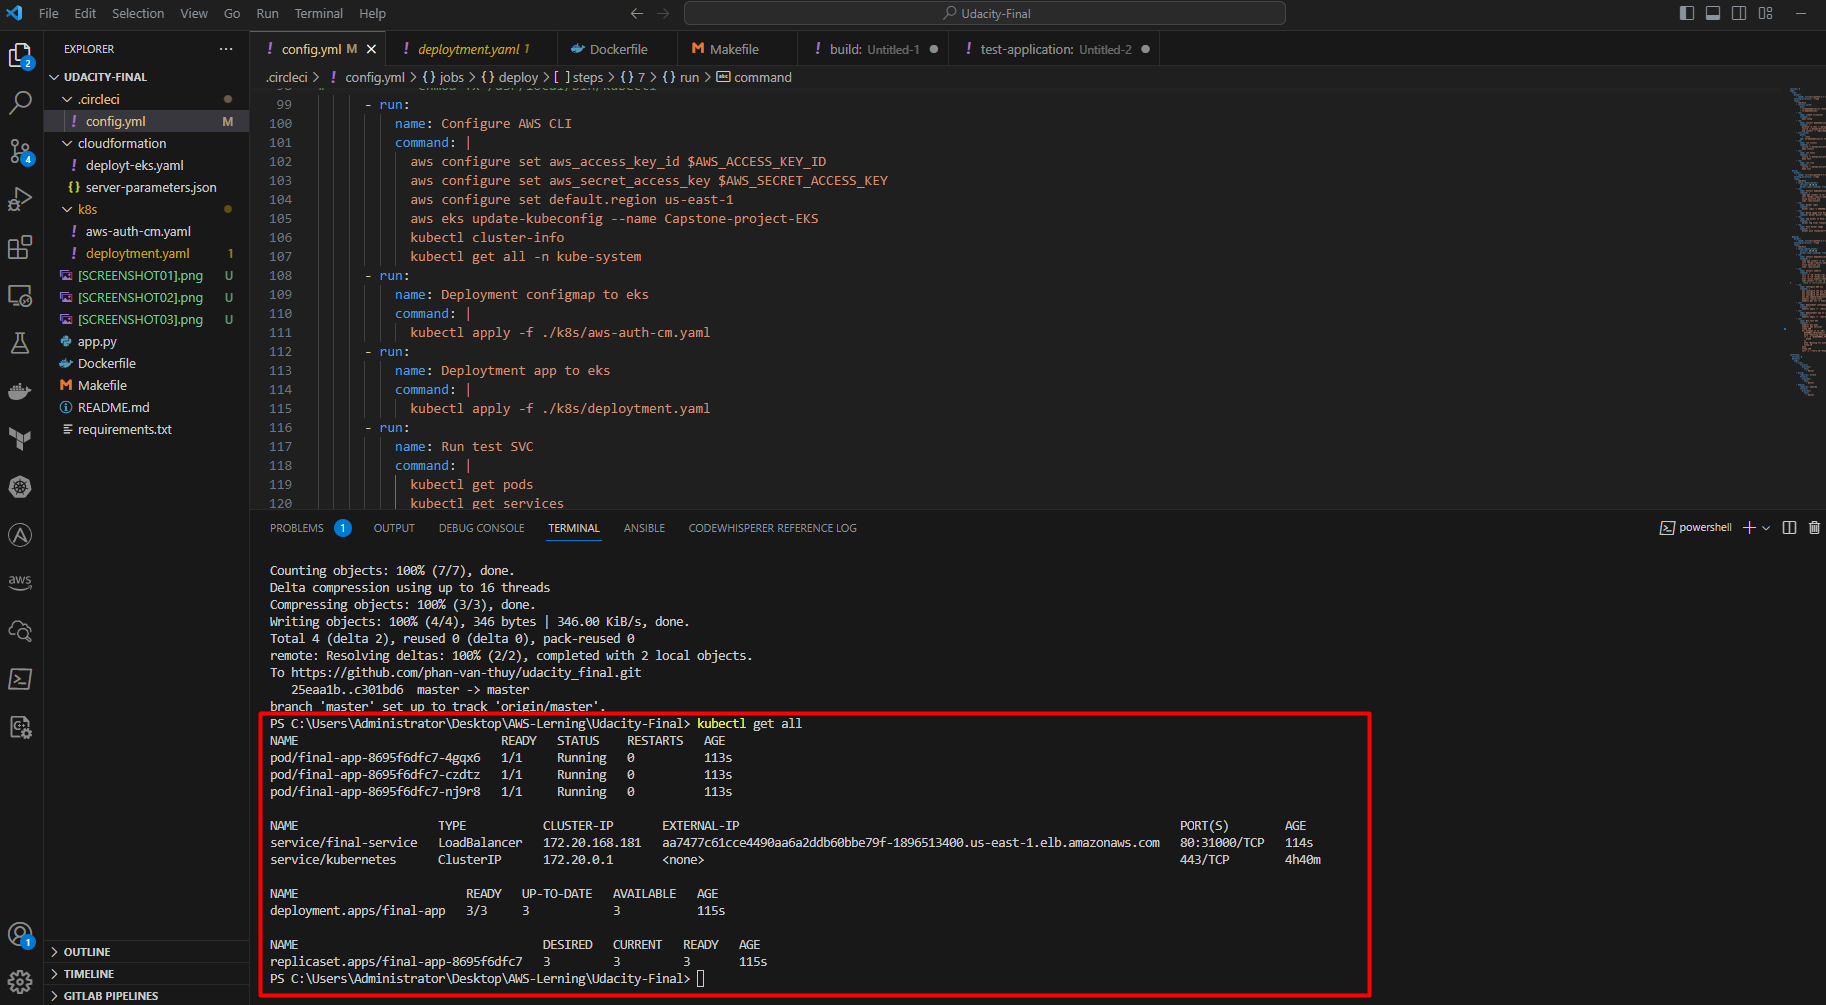 File Edit Selection View Go Run Terminal Help
Udacity-Final
EXPLORER
UDACITY-FINAL
.circleci
config.yml M
cloudformation
deployt-eks.yaml
server-parameters.json
k8s
aws-auth-cm.yaml
deploytment.yaml 1
[SCREENSHOT01].png U
[SCREENSHOT02].png U
[SCREENSHOT03].png U
app.py
Dockerfile
Makefile
README.md
requirements.txt
OUTLINE
TIMELINE
GITLAB PIPELINES
2
4
aws
1
config.yml M deploytment.yaml 1 Dockerfile Makefile build: Untitled-1 test-application: Untitled-2
.circleci > config.yml > {} jobs > {} deploy > [ ] steps > {} 7 > {} run > command
99 - run:
100 name: Configure AWS CLI
101 command: |
102 aws configure set aws_access_key_id $AWS_ACCESS_KEY_ID
103 aws configure set aws_secret_access_key $AWS_SECRET_ACCESS_KEY
104 aws configure set default.region us-east-1
105 aws eks update-kubeconfig --name Capstone-project-EKS
106 kubectl cluster-info
107 kubectl get all -n kube-system
108 - run:
109 name: Deployment configmap to eks
110 command: |
111 kubectl apply -f ./k8s/aws-auth-cm.yaml
112 - run:
113 name: Deploytment app to eks
114 command: |
115 kubectl apply -f ./k8s/deploytment.yaml
116 - run:
117 name: Run test SVC
118 command: |
119 kubectl get pods
120 kubectl get services
PROBLEMS 1 OUTPUT DEBUG CONSOLE TERMINAL ANSIBLE CODEWHISPERER REFERENCE LOG
powershell
Counting objects: 100% (7/7), done.
Delta compression using up to 16 threads
Compressing objects: 100% (3/3), done.
Writing objects: 100% (4/4), 346 bytes | 346.00 KiB/s, done.
Total 4 (delta 2), reused 0 (delta 0), pack-reused 0
remote: Resolving deltas: 100% (2/2), completed with 2 local objects.
To https://github.com/phan-van-thuy/udacity_final.git
25eaa1b..c301bd6 master -> master
branch 'master' set up to track 'origin/master'.
PS C:\Users\Administrator\Desktop\AWS-Lerning\Udacity-Final> kubectl get all
NAME READY STATUS RESTARTS AGE
pod/final-app-8695f6dfc7-4gqx6 1/1 Running 0 113s
pod/final-app-8695f6dfc7-czdtz 1/1 Running 0 113s
pod/final-app-8695f6dfc7-nj9r8 1/1 Running 0 113s
NAME TYPE CLUSTER-IP EXTERNAL-IP PORT(S) AGE
service/final-service LoadBalancer 172.20.168.181 aa7477c61cce4490aa6a2ddb60bbe79f-1896513400.us-east-1.elb.amazonaws.com 80:31000/TCP 114s
service/kubernetes ClusterIP 172.20.0.1 <none> 443/TCP 4h40m
NAME READY UP-TO-DATE AVAILABLE AGE
deployment.apps/final-app 3/3 3 3 115s
NAME DESIRED CURRENT READY AGE
replicaset.apps/final-app-8695f6dfc7 3 3 3 115s
PS C:\Users\Administrator\Desktop\AWS-Lerning\Udacity-Final>